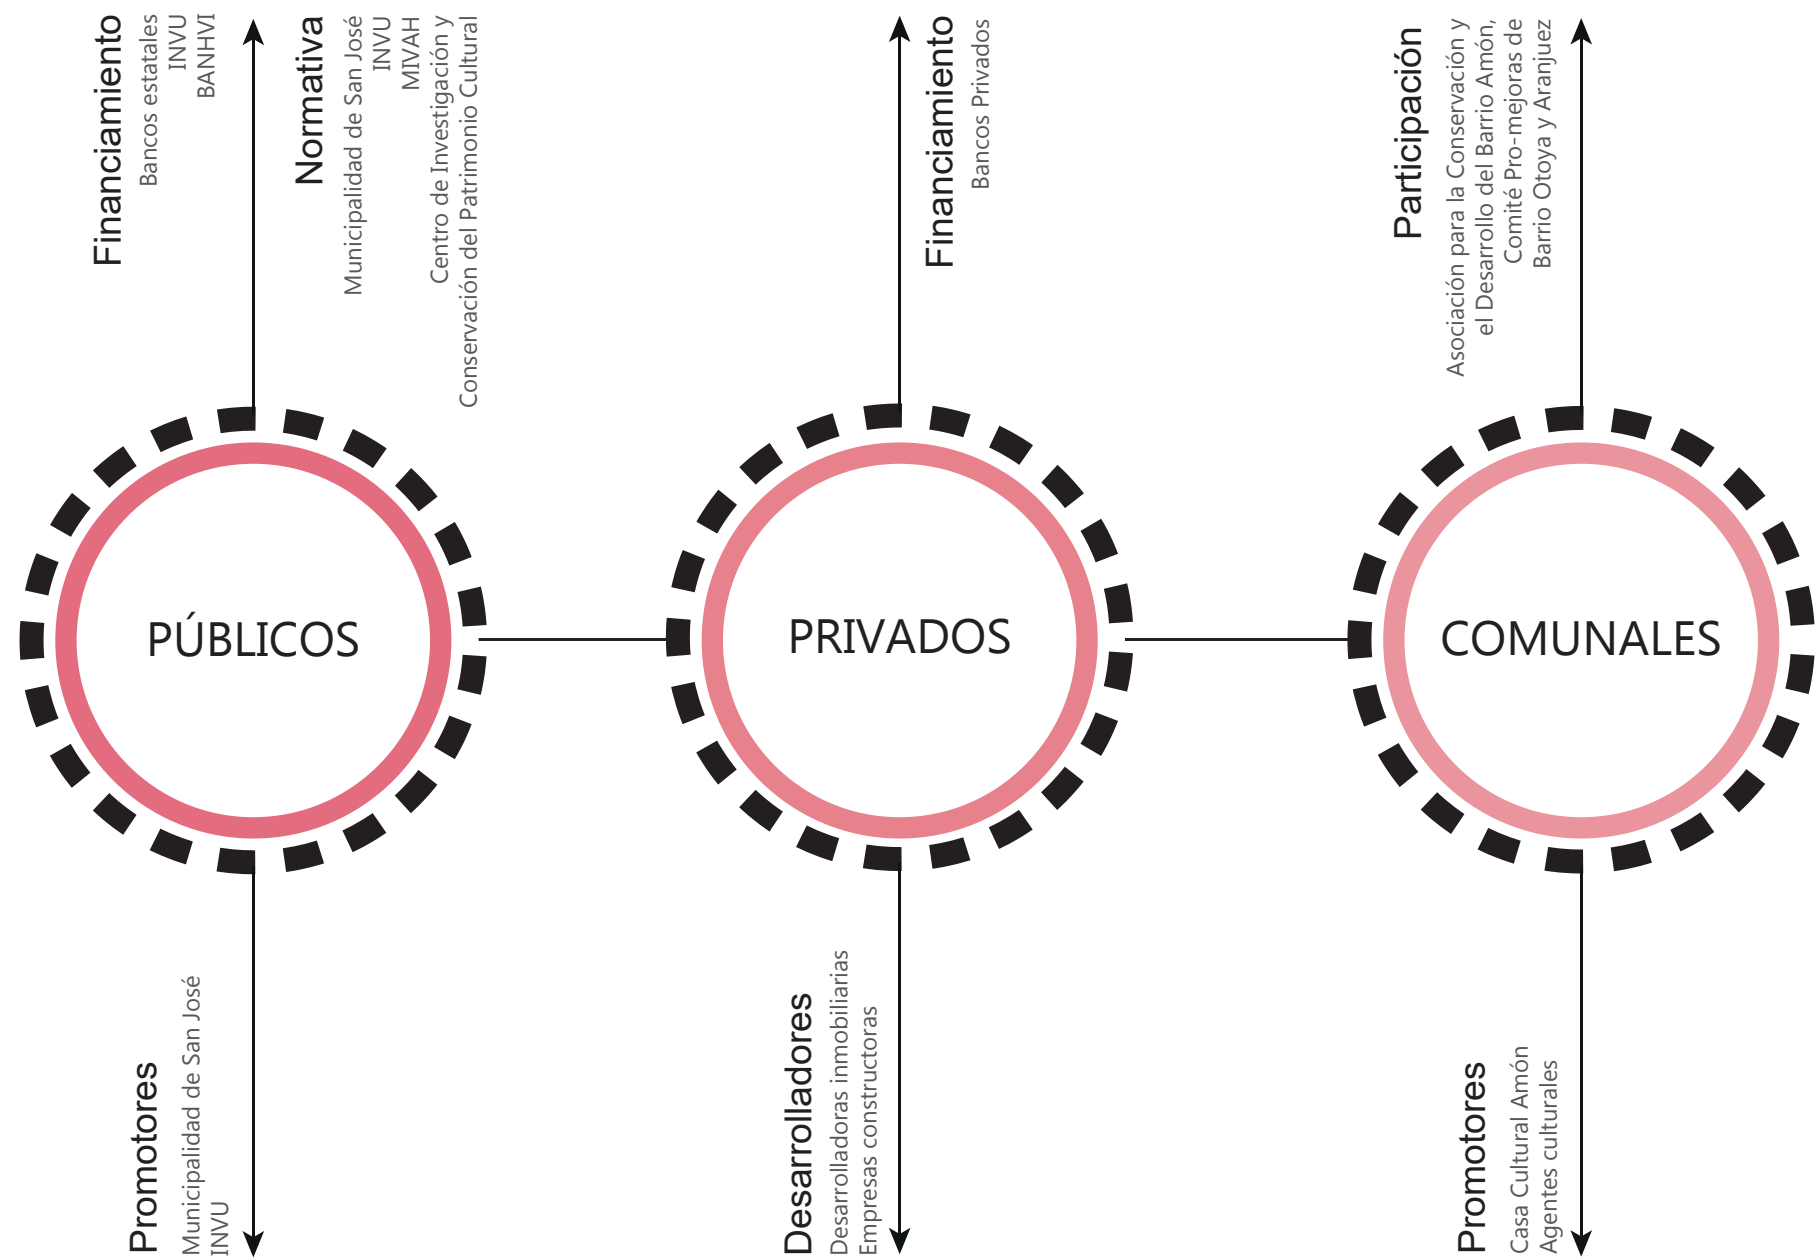 Financiamiento
Bancos estatales
INVU
BANHVI
Normativa
Municipalidad de San José
INVU
MIVAH
Centro de Investigación y
Conservación del Patrimonio Cultural
Financiamiento
Bancos Privados
Participación
Asociación para la Conservación y
el Desarrollo del Barrio Amón,
Comité Pro-mejoras de
Barrio Otoya y Aranjuez
PÚBLICOS
PRIVADOS
COMUNALES
Promotores
Municipalidad de San José
INVU
Desarrolladores
Desarrolladoras inmobiliarias
Empresas constructoras
Promotores
Casa Cultural Amón
Agentes culturales